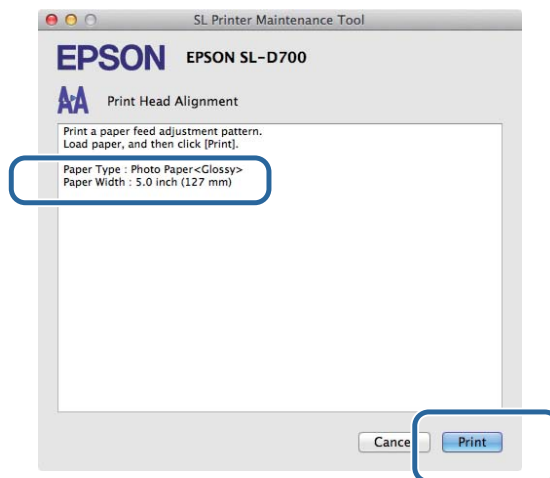 SL Printer Maintenance Tool
EPSON EPSON SL-D700
Print Head Alignment
Print a paper feed adjustment pattern.
Load paper, and then click [Print].
Paper Type : Photo Paper<Glossy>
Paper Width : 5.0 inch (127 mm)
Cance Print